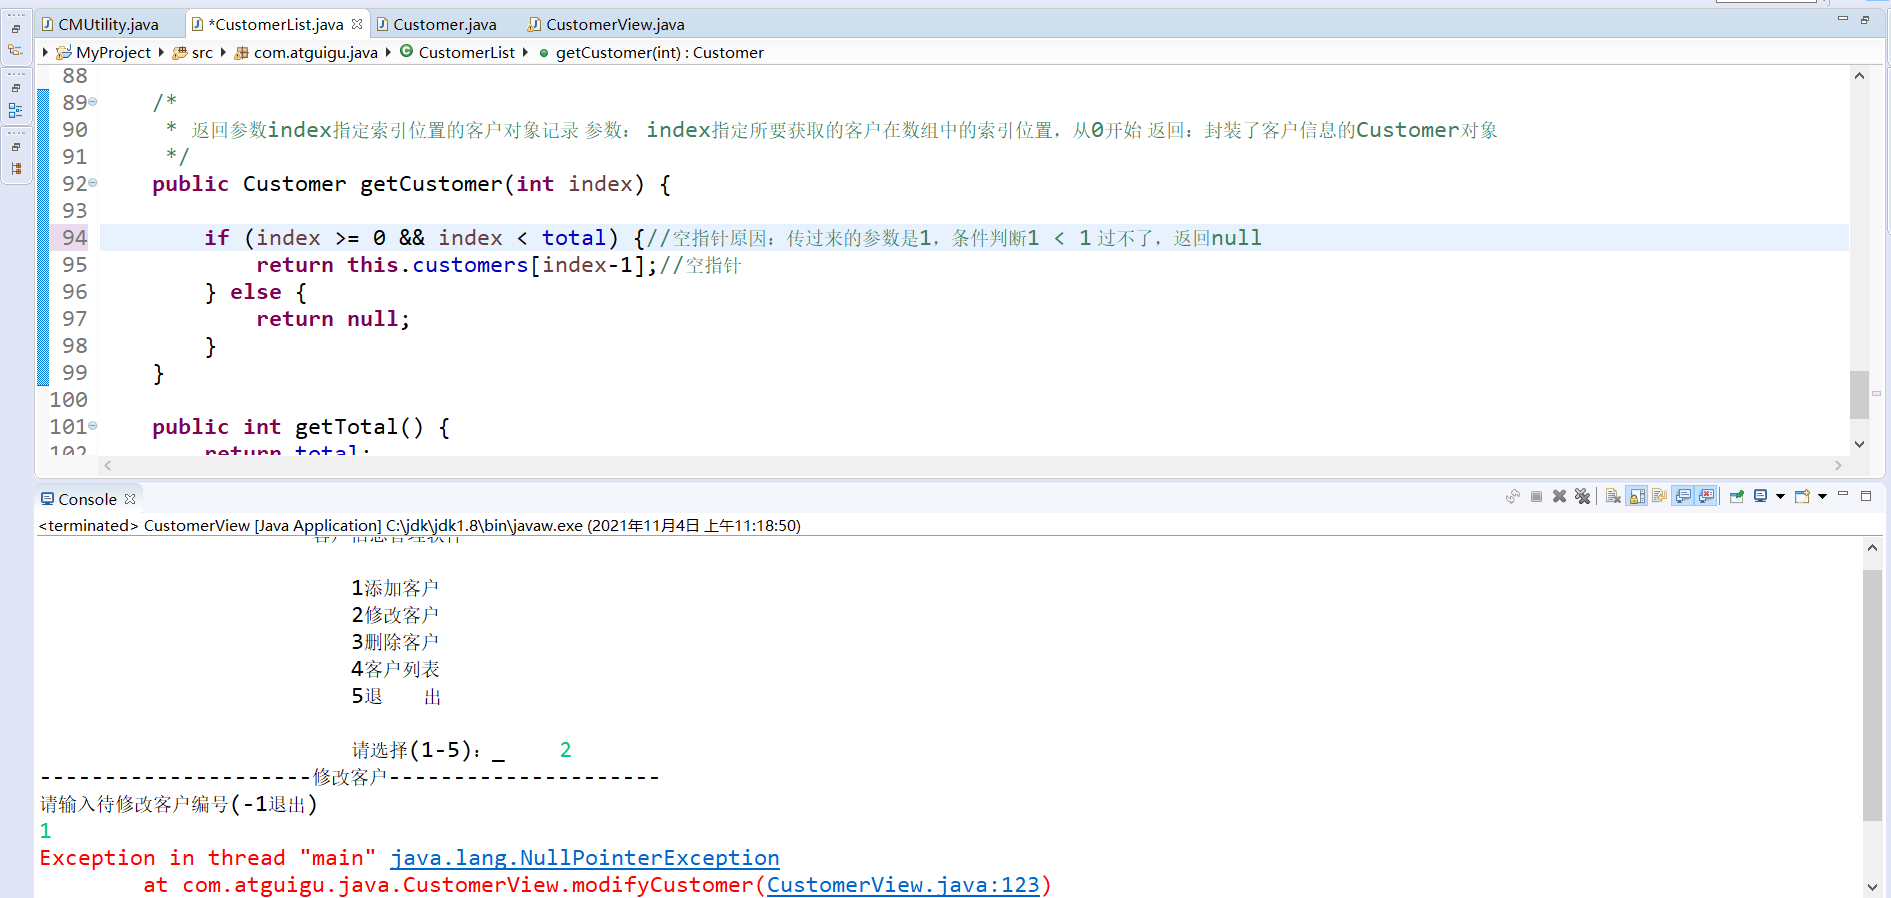 CMUtility.java *CustomerList.java Customer.java CustomerView.java
MyProject src com.atguigu.java CustomerList getCustomer(int) : Customer
88
89 /*
90 * 返回参数index指定索引位置的客户对象记录 参数： index指定所要获取的客户在数组中的索引位置，从0开始 返回：封装了客户信息的Customer对象
91 */
92 public Customer getCustomer(int index) {
93
94 if (index >= 0 && index < total) {//空指针原因：传过来的参数是1，条件判断1 < 1 过不了，返回null
95 return this.customers[index-1];//空指针
96 } else {
97 return null;
98 }
99 }
100
101 public int getTotal() {
102 return total;
Console
<terminated> CustomerView [Java Application] C:\jdk\jdk1.8\bin\javaw.exe (2021年11月4日 上午11:18:50)
客户信息管理软件
1添加客户
2修改客户
3删除客户
4客户列表
5退 出
请选择(1-5)：_ 2
---------------------修改客户---------------------
请输入待修改客户编号(-1退出)
1
Exception in thread "main" java.lang.NullPointerException
at com.atguigu.java.CustomerView.modifyCustomer(CustomerView.java:123)